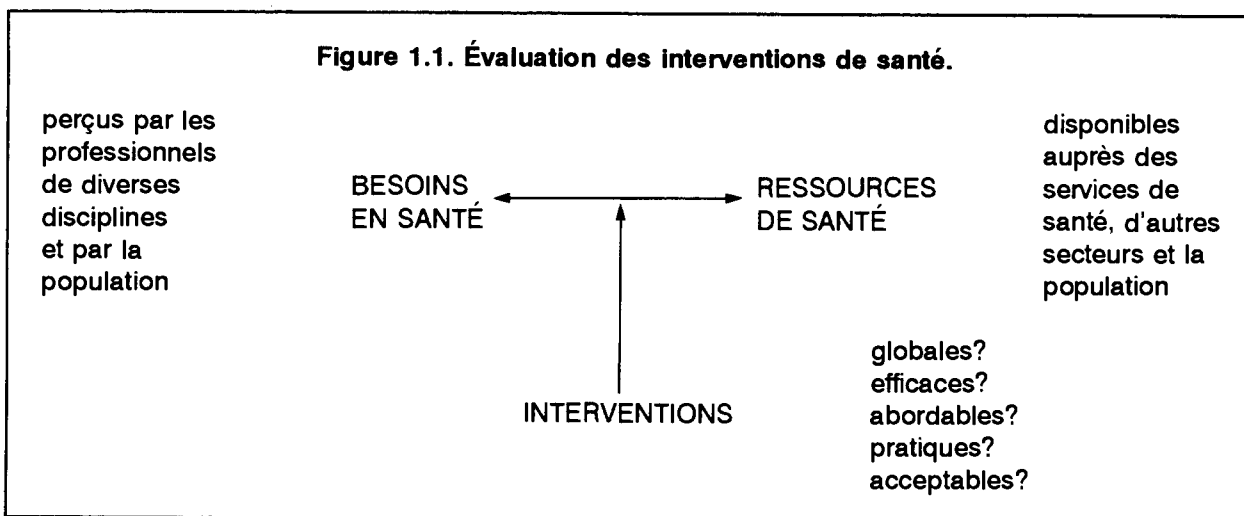 Figure 1.1. Évaluation des interventions de santé.
perçus par les
professionnels
de diverses
disciplines
et par la
population
BESOINS
EN SANTÉ
RESSOURCES
DE SANTÉ
disponibles
auprès des
services de
santé, d'autres
secteurs et la
population
INTERVENTIONS
globales?
efficaces?
abordables?
pratiques?
acceptables?